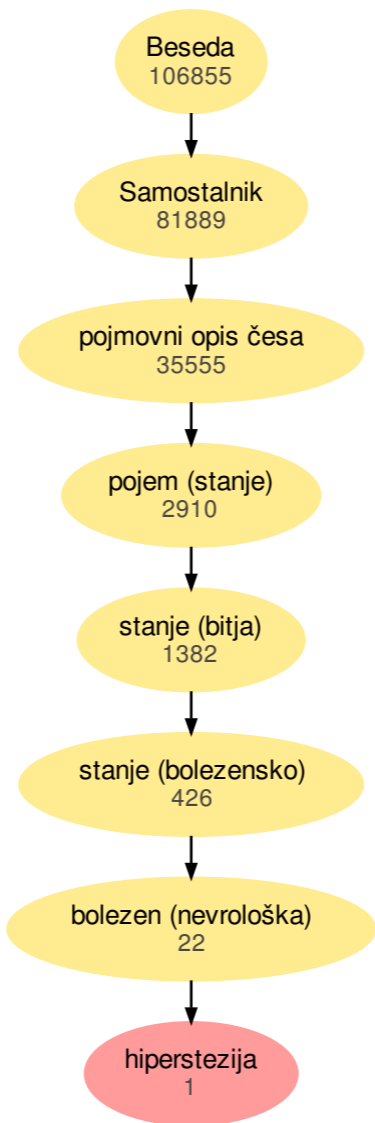 Beseda
106855
Samostalnik
81889
pojmovni opis česa
35555
pojem (stanje)
2910
stanje (bitja)
1382
stanje (bolezensko)
426
bolezen (nevrološka)
22
hiperstezija
1